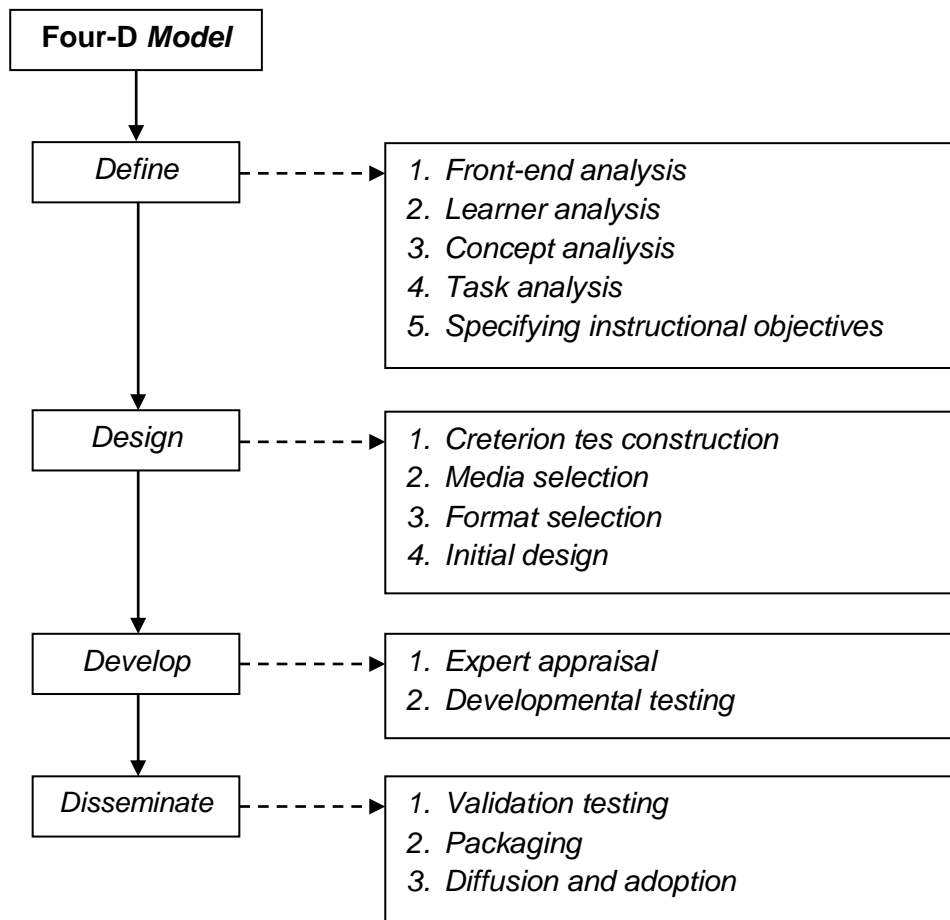 Four-D Model
Define
1. Front-end analysis
2. Learner analysis
3. Concept analiysis
4. Task analysis
5. Specifying instructional objectives
Design
1. Creterion tes construction
2. Media selection
3. Format selection
4. Initial design
Develop
1. Expert appraisal
2. Developmental testing
Disseminate
1. Validation testing
2. Packaging
3. Diffusion and adoption